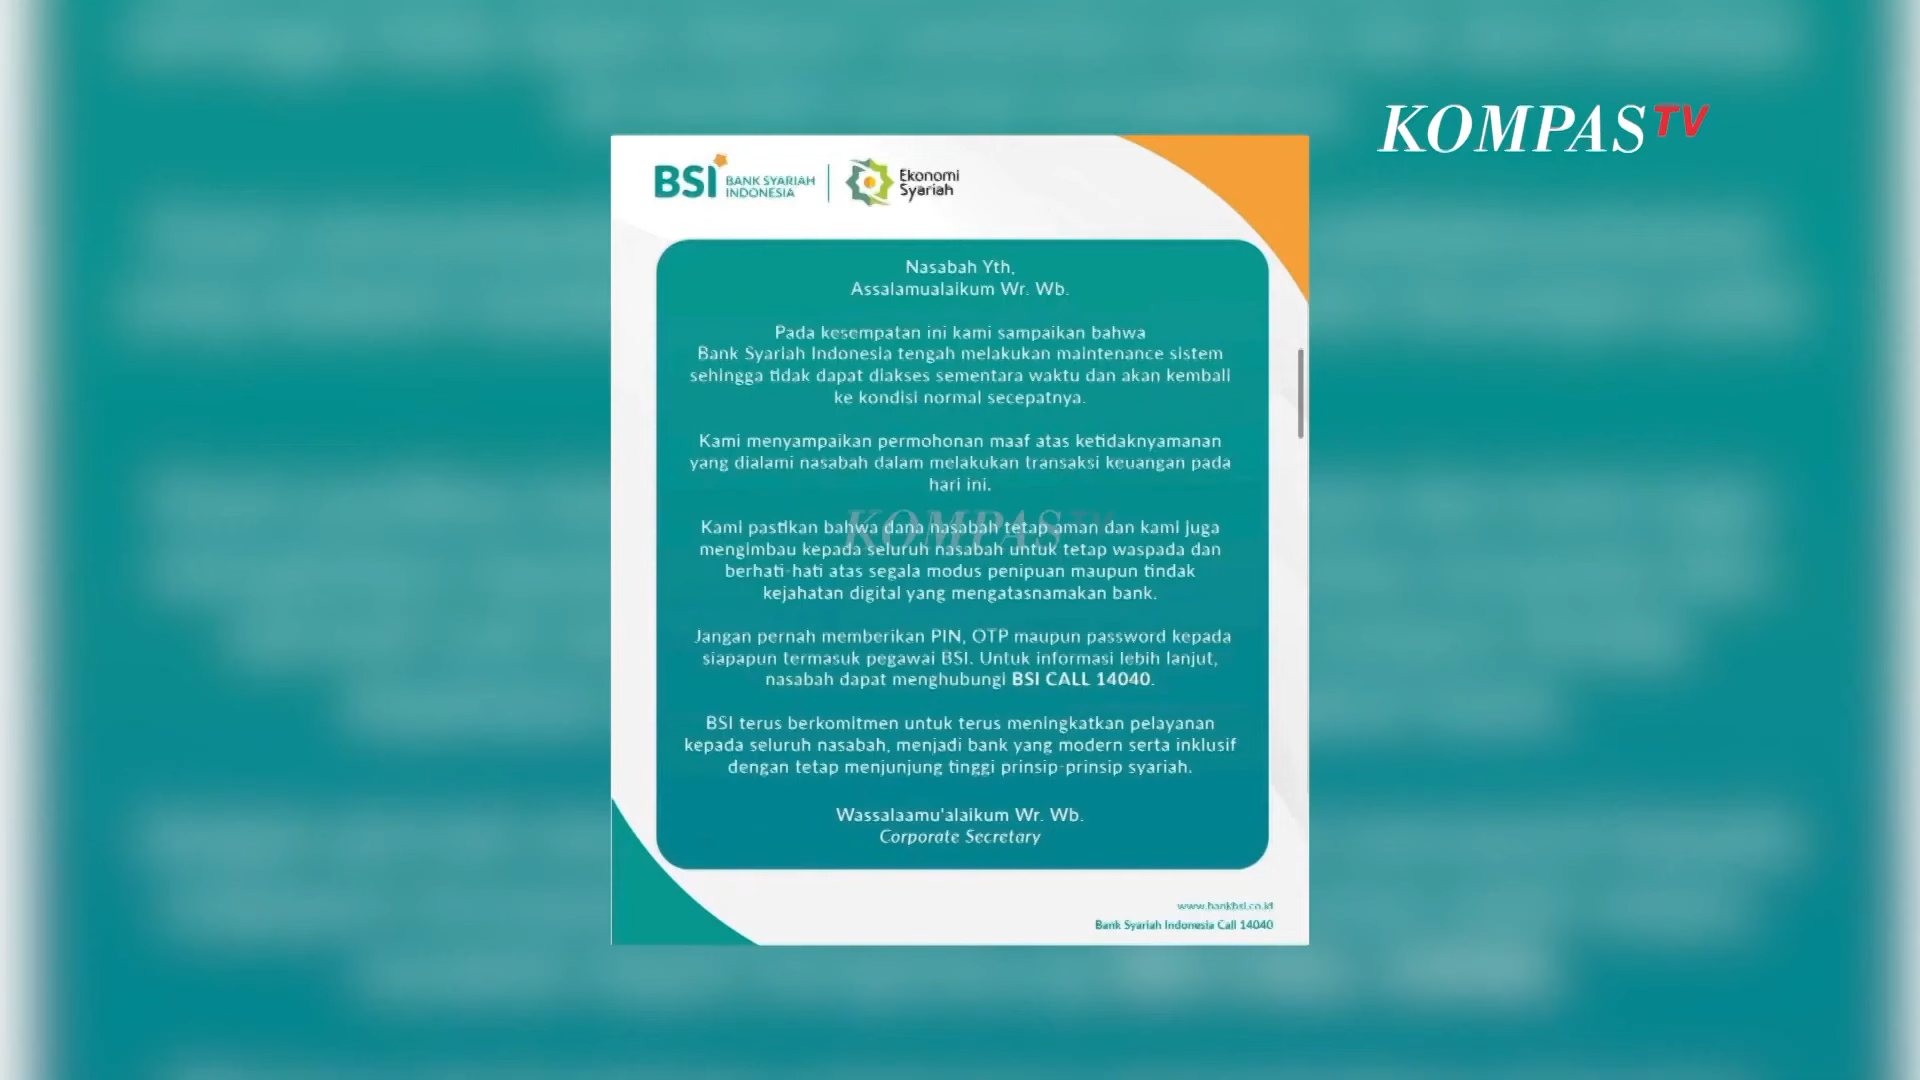 KOMPAS TV
BSI BANK SYARIAH INDONESIA
Ekonomi Syariah
Nasabah Yth,
Assalamualaikum Wr. Wb.
Pada kesempatan ini kami sampaikan bahwa
Bank Syariah Indonesia tengah melakukan maintenance sistem
sehingga tidak dapat diakses sementara waktu dan akan kembali
ke kondisi normal secepatnya.
Kami menyampaikan permohonan maaf atas ketidaknyamanan
yang dialami nasabah dalam melakukan transaksi keuangan pada
hari ini.
Kami pastikan bahwa dana nasabah tetap aman dan kami juga
mengimbau kepada seluruh nasabah untuk tetap waspada dan
berhati-hati atas segala modus penipuan maupun tindak
kejahatan digital yang mengatasnamakan bank.
KOMPAS TV
Jangan pernah memberikan PIN, OTP maupun password kepada
siapapun termasuk pegawai BSI. Untuk informasi lebih lanjut,
nasabah dapat menghubungi BSI CALL 14040.
BSI terus berkomitmen untuk terus meningkatkan pelayanan
kepada seluruh nasabah, menjadi bank yang modern serta inklusif
dengan tetap menjunjung tinggi prinsip-prinsip syariah.
Wassalaamu'alaikum Wr. Wb.
Corporate Secretary
www.bankbsi.co.id
Bank Syariah Indonesia Call 14040